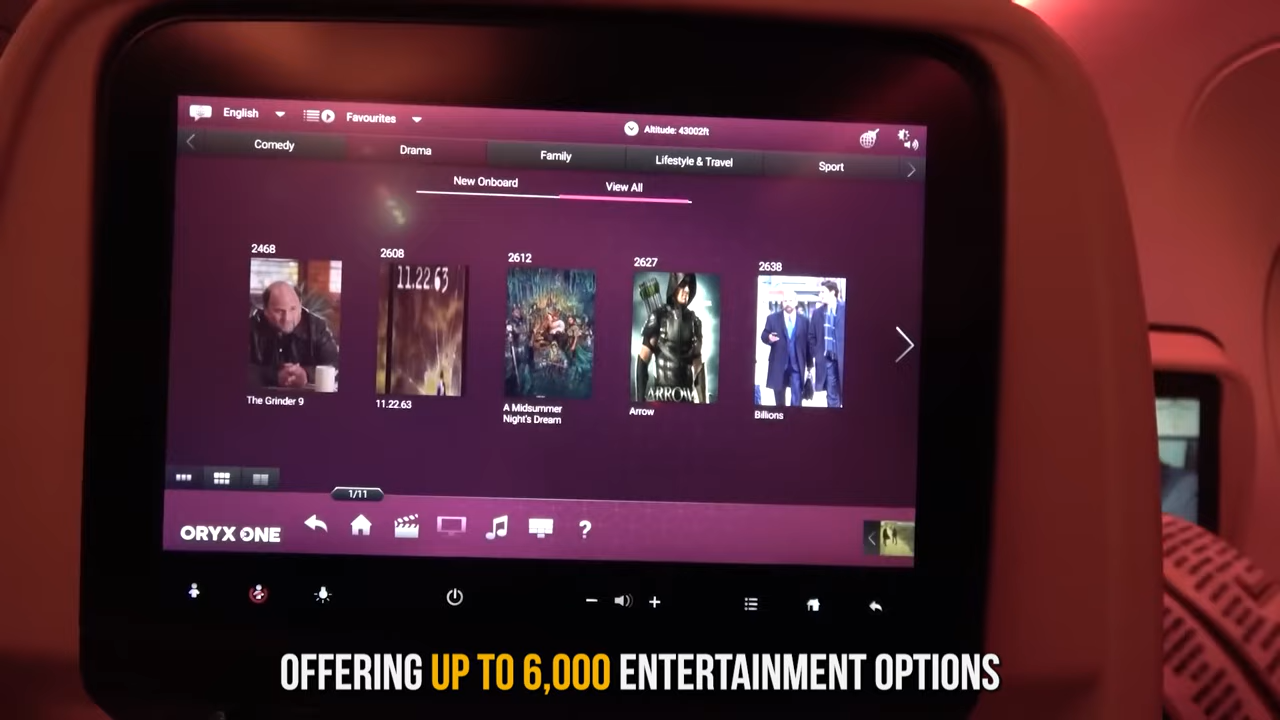 English
Favourites
Altitude: 43002ft
Comedy
Drama
Family
Lifestyle & Travel
Sport
New Onboard
View All
2468
2608
2612
2627
2638
11.22.63
ARROW
The Grinder 9
11.22.63
A Midsummer
Night's Dream
Arrow
Billions
1/11
ORYX ONE
?
OFFERING UP TO 6,000 ENTERTAINMENT OPTIONS